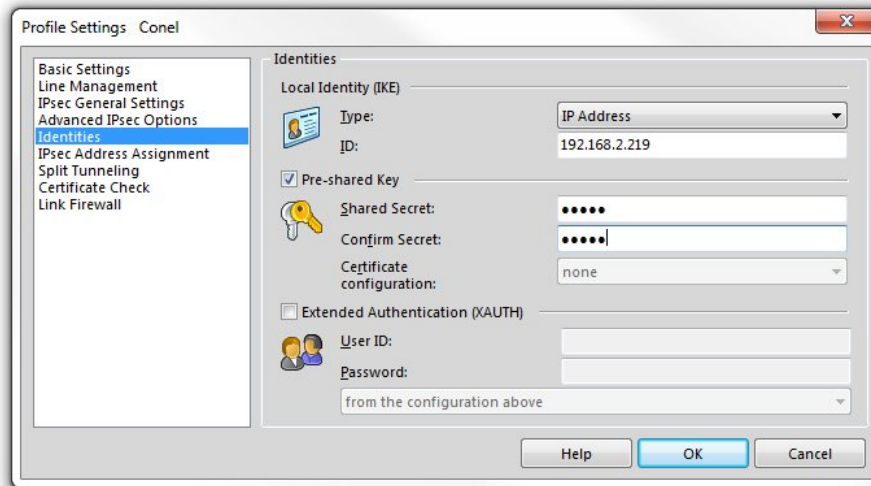 Profile Settings Conel
Basic Settings
Line Management
IPsec General Settings
Advanced IPsec Options
Identities
IPsec Address Assignment
Split Tunneling
Certificate Check
Link Firewall
Identities
Local Identity (IKE)
Type: IP Address
ID: 192.168.2.219
Pre-shared Key
Shared Secret: •••••
Confirm Secret: •••••
Certificate
configuration: none
Extended Authentication (XAUTH)
User ID:
Password:
from the configuration above
Help OK Cancel